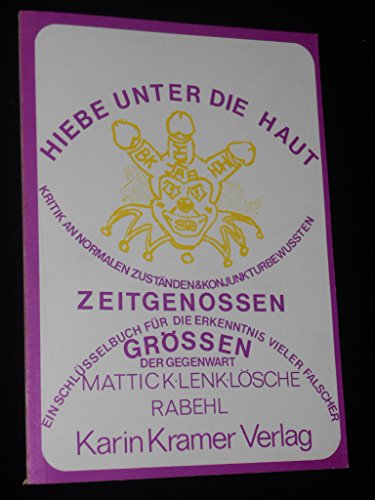 HIEBE UNTER DIE HAUT
KRITIK AN NORMALEN ZUSTÄNDEN&KONJUNKTURBEWUSSTEN
ZEITGENOSSEN
EIN SCHLÜSSELBUCH FÜR DIE ERKENNTNIS VIELER FALSCHER
GRÖSSEN
DER GEGENWART
MATTICK·LENK·LÖSCHE
RABEHL
Karin Kramer Verlag